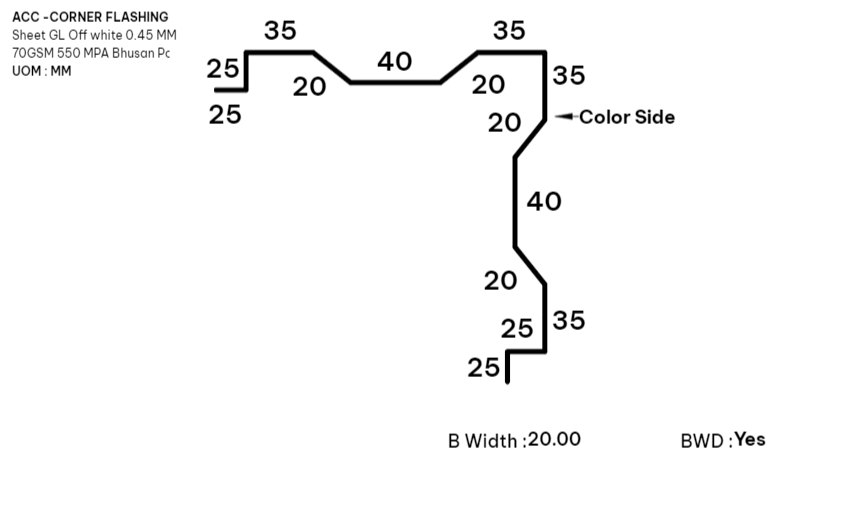 ACC -CORNER FLASHING
Sheet GL Off white 0.45 MM
70GSM 550 MPA Bhusan Pc
UOM : MM
35
35
25
20
40
20
35
25
20
Color Side
40
20
25
35
25
B Width :20.00
BWD :Yes